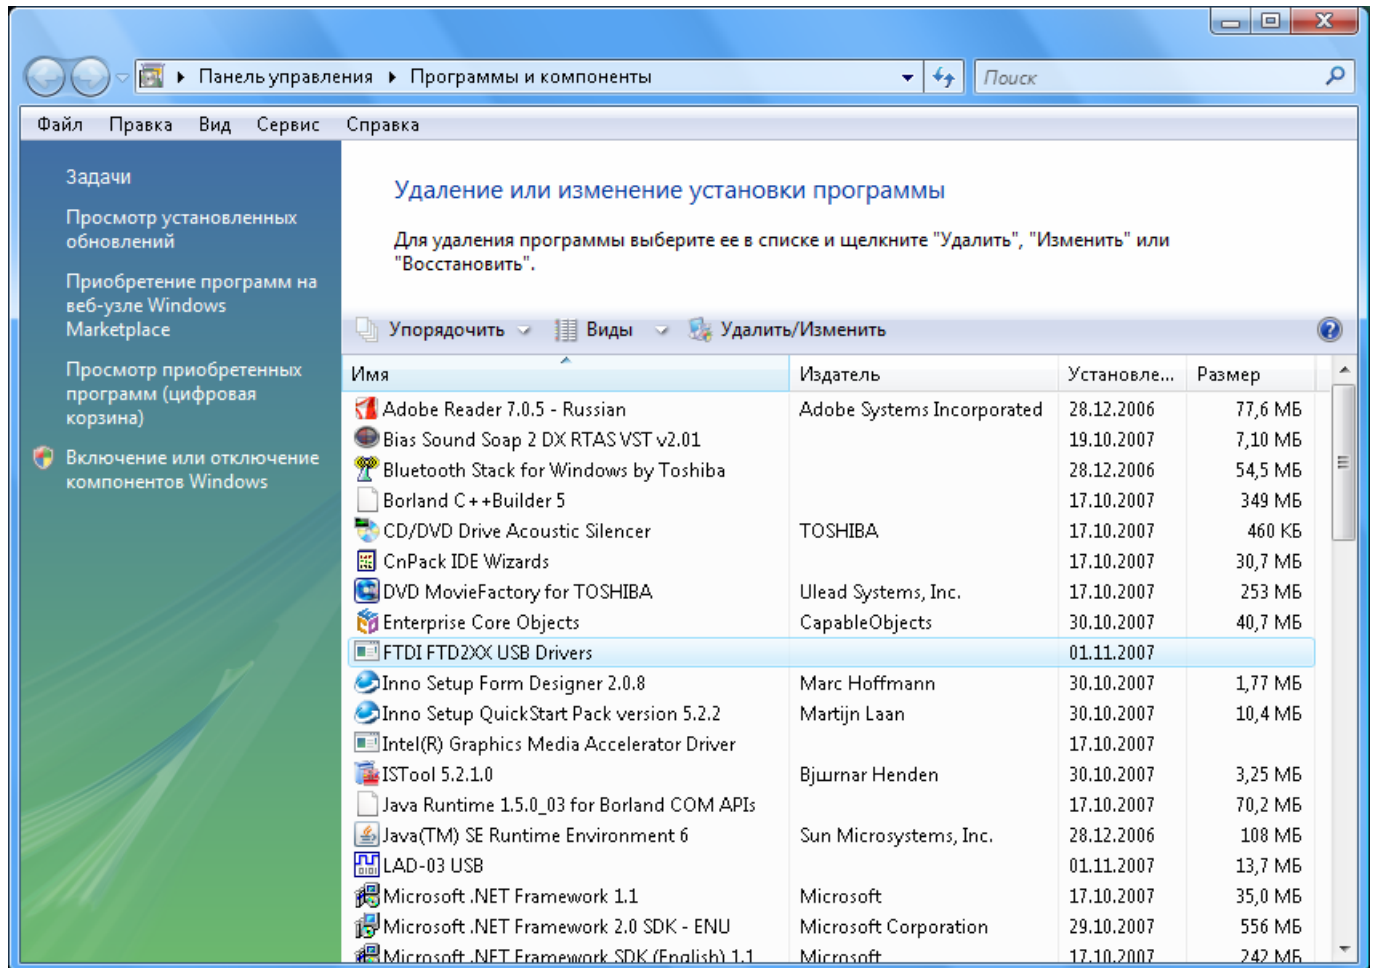 Панель управления ▸ Программы и компоненты
Поиск
Файл Правка Вид Сервис Справка
Задачи
Просмотр установленных
обновлений
Приобретение программ на
веб-узле Windows
Marketplace
Просмотр приобретенных
программ (цифровая
корзина)
Включение или отключение
компонентов Windows
Удаление или изменение установки программы
Для удаления программы выберите ее в списке и щелкните "Удалить", "Изменить" или
"Восстановить".
Упорядочить Виды Удалить/Изменить
Имя Издатель Установле... Размер
Adobe Reader 7.0.5 - Russian Adobe Systems Incorporated 28.12.2006 77,6 МБ
Bias Sound Soap 2 DX RTAS VST v2.01 19.10.2007 7,10 МБ
Bluetooth Stack for Windows by Toshiba 28.12.2006 54,5 МБ
Borland C++Builder 5 17.10.2007 349 МБ
CD/DVD Drive Acoustic Silencer TOSHIBA 17.10.2007 460 КБ
CnPack IDE Wizards 17.10.2007 30,7 МБ
DVD MovieFactory for TOSHIBA Ulead Systems, Inc. 17.10.2007 253 МБ
Enterprise Core Objects CapableObjects 30.10.2007 40,7 МБ
FTDI FTD2XX USB Drivers 01.11.2007
Inno Setup Form Designer 2.0.8 Marc Hoffmann 30.10.2007 1,77 МБ
Inno Setup QuickStart Pack version 5.2.2 Martijn Laan 30.10.2007 10,4 МБ
Intel(R) Graphics Media Accelerator Driver 17.10.2007
ISTool 5.2.1.0 Bjшrnar Henden 30.10.2007 3,25 МБ
Java Runtime 1.5.0_03 for Borland COM APIs 17.10.2007 70,2 МБ
Java(TM) SE Runtime Environment 6 Sun Microsystems, Inc. 28.12.2006 108 МБ
LAD-03 USB 01.11.2007 13,7 МБ
Microsoft .NET Framework 1.1 Microsoft 17.10.2007 35,0 МБ
Microsoft .NET Framework 2.0 SDK - ENU Microsoft Corporation 29.10.2007 556 МБ
Microsoft .NET Framework SDK (English) 1.1 Microsoft 17.10.2007 242 МБ